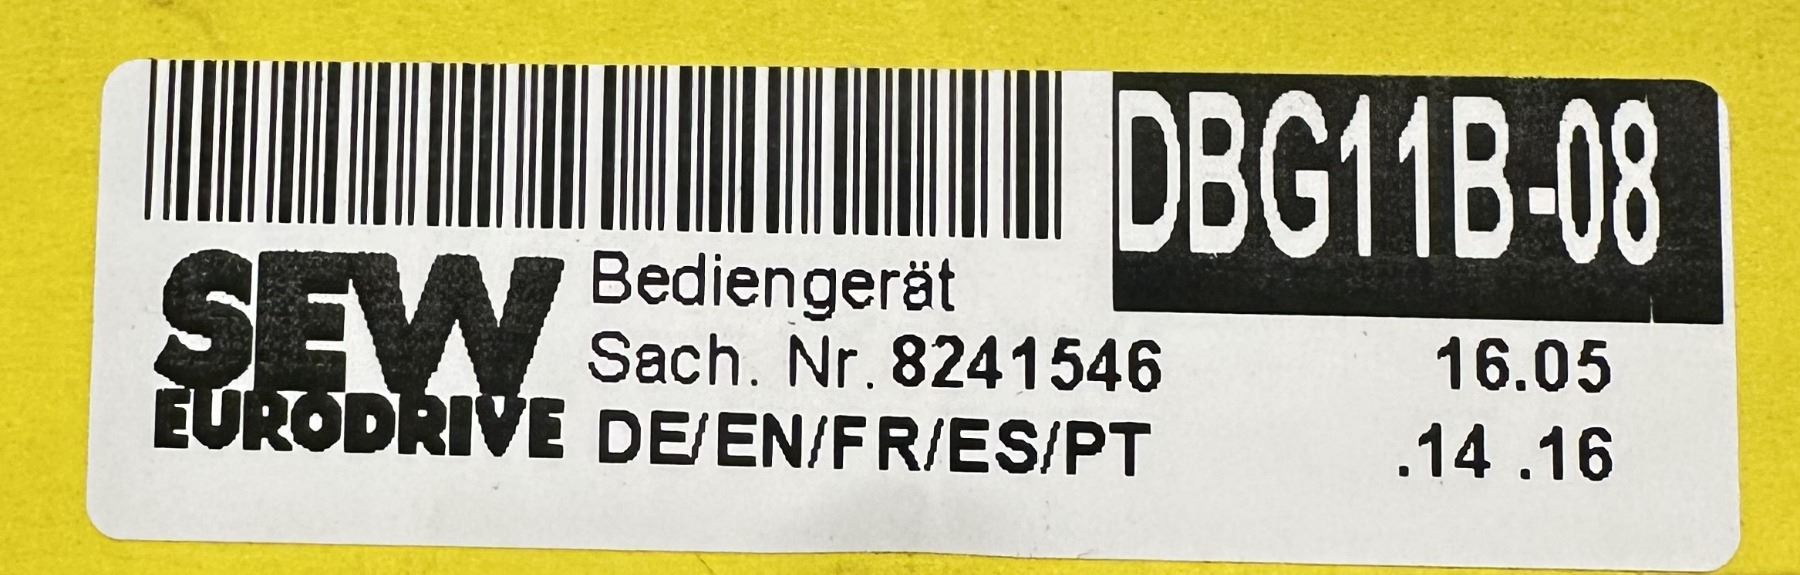 DBG11B-08
SEW
EURODRIVE
Bediengerät
Sach. Nr. 8241546 16.05
DE/EN/FR/ES/PT .14 .16